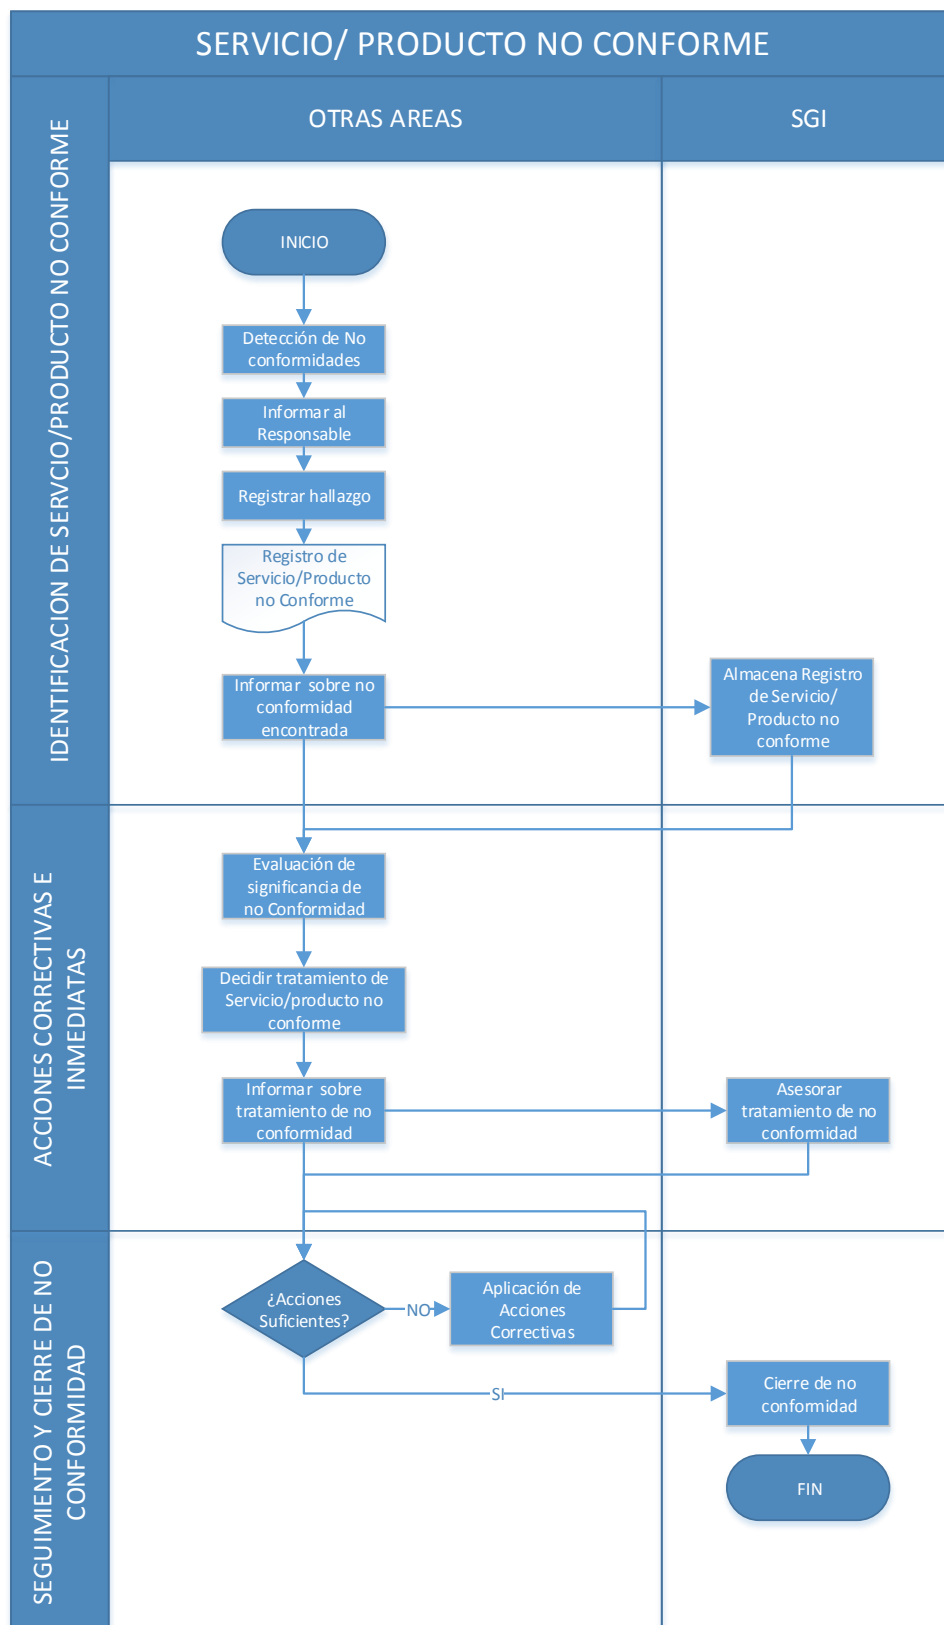 SERVICIO/ PRODUCTO NO CONFORME
OTRAS AREAS
SGI
IDENTIFICACION DE SERVCIO/PRODUCTO NO CONFORME
INICIO
Detección de No
conformidades
Informar al
Responsable
Registrar hallazgo
Registro de
Servicio/Producto
no Conforme
Informar sobre no
conformidad
encontrada
Almacena Registro
de Servicio/
Producto no
conforme
ACCIONES CORRECTIVAS E
INMEDIATAS
Evaluación de
significancia de
no Conformidad
Decidir tratamiento de
Servicio/producto no
conforme
Informar sobre
tratamiento de no
conformidad
Asesorar
tratamiento de no
conformidad
SEGUIMIENTO Y CIERRE DE NO
CONFORMIDAD
¿Acciones
Suficientes?
NO
Aplicación de
Acciones
Correctivas
SI
Cierre de no
conformidad
FIN